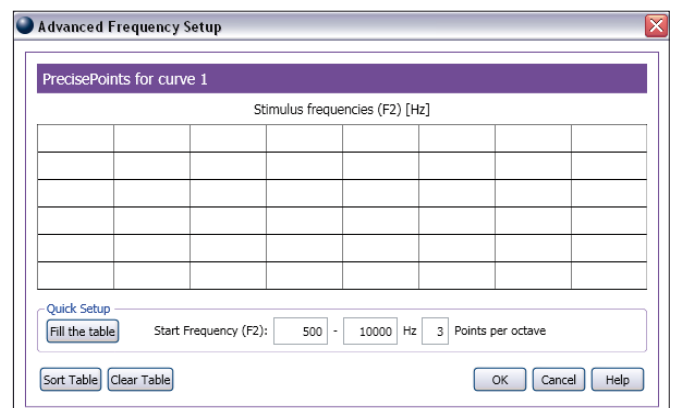 Advanced Frequency Setup
PrecisePoints for curve 1
Stimulus frequencies (F2) [Hz]
Quick Setup
Fill the table Start Frequency (F2): 500 - 10000 Hz 3 Points per octave
Sort Table Clear Table OK Cancel Help